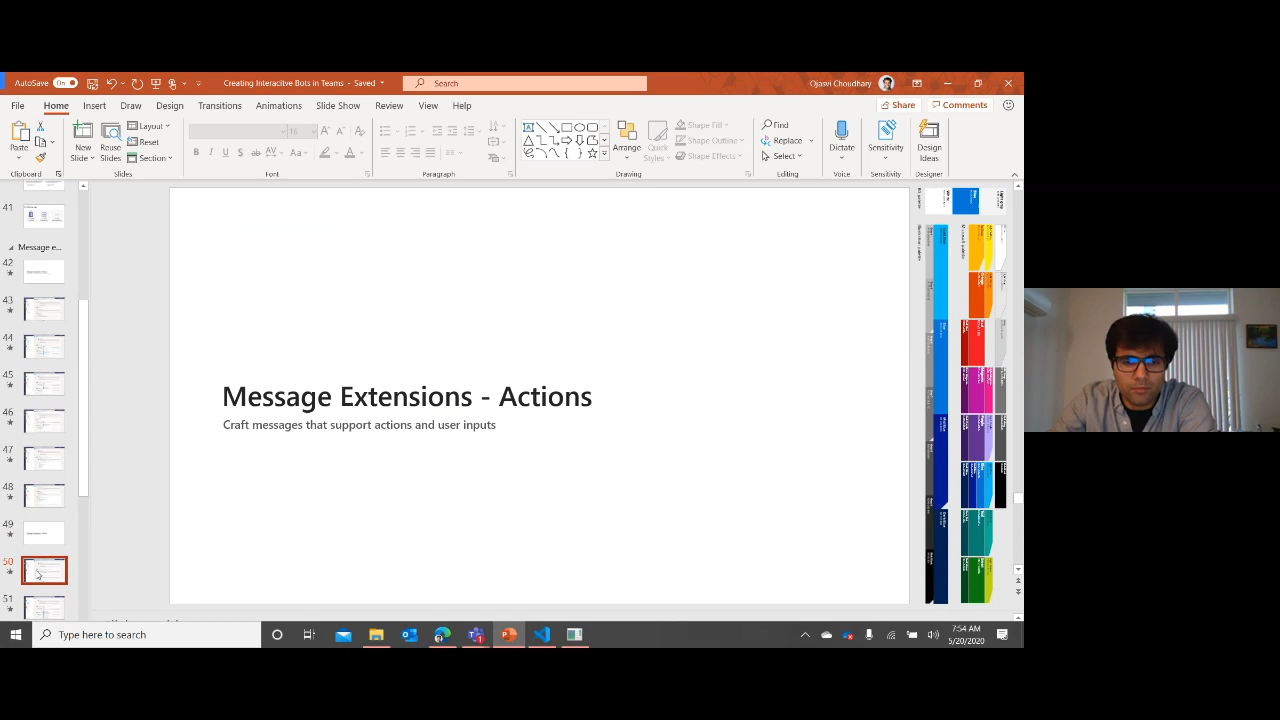 AutoSave On
Creating Interacitve Bots in Teams - Saved
Search
Ojasvi Choudhary
File Home Insert Draw Design Transitions Animations Slide Show Review View Help
Share Comments
Paste
New Slide
Reuse Slides
Layout
Reset
Section
16
Arrange
Quick Styles
Shape Fill
Shape Outline
Shape Effects
Find
Replace
Select
Dictate
Sensitivity
Design Ideas
Clipboard Slides Font Paragraph Drawing Editing Voice Sensitivity Designer
41
Message e...
42
43
44
45
46
47
48
49
50
51
Message Extensions - Actions
Craft messages that support actions and user inputs
Type here to search
7:54 AM
5/20/2020